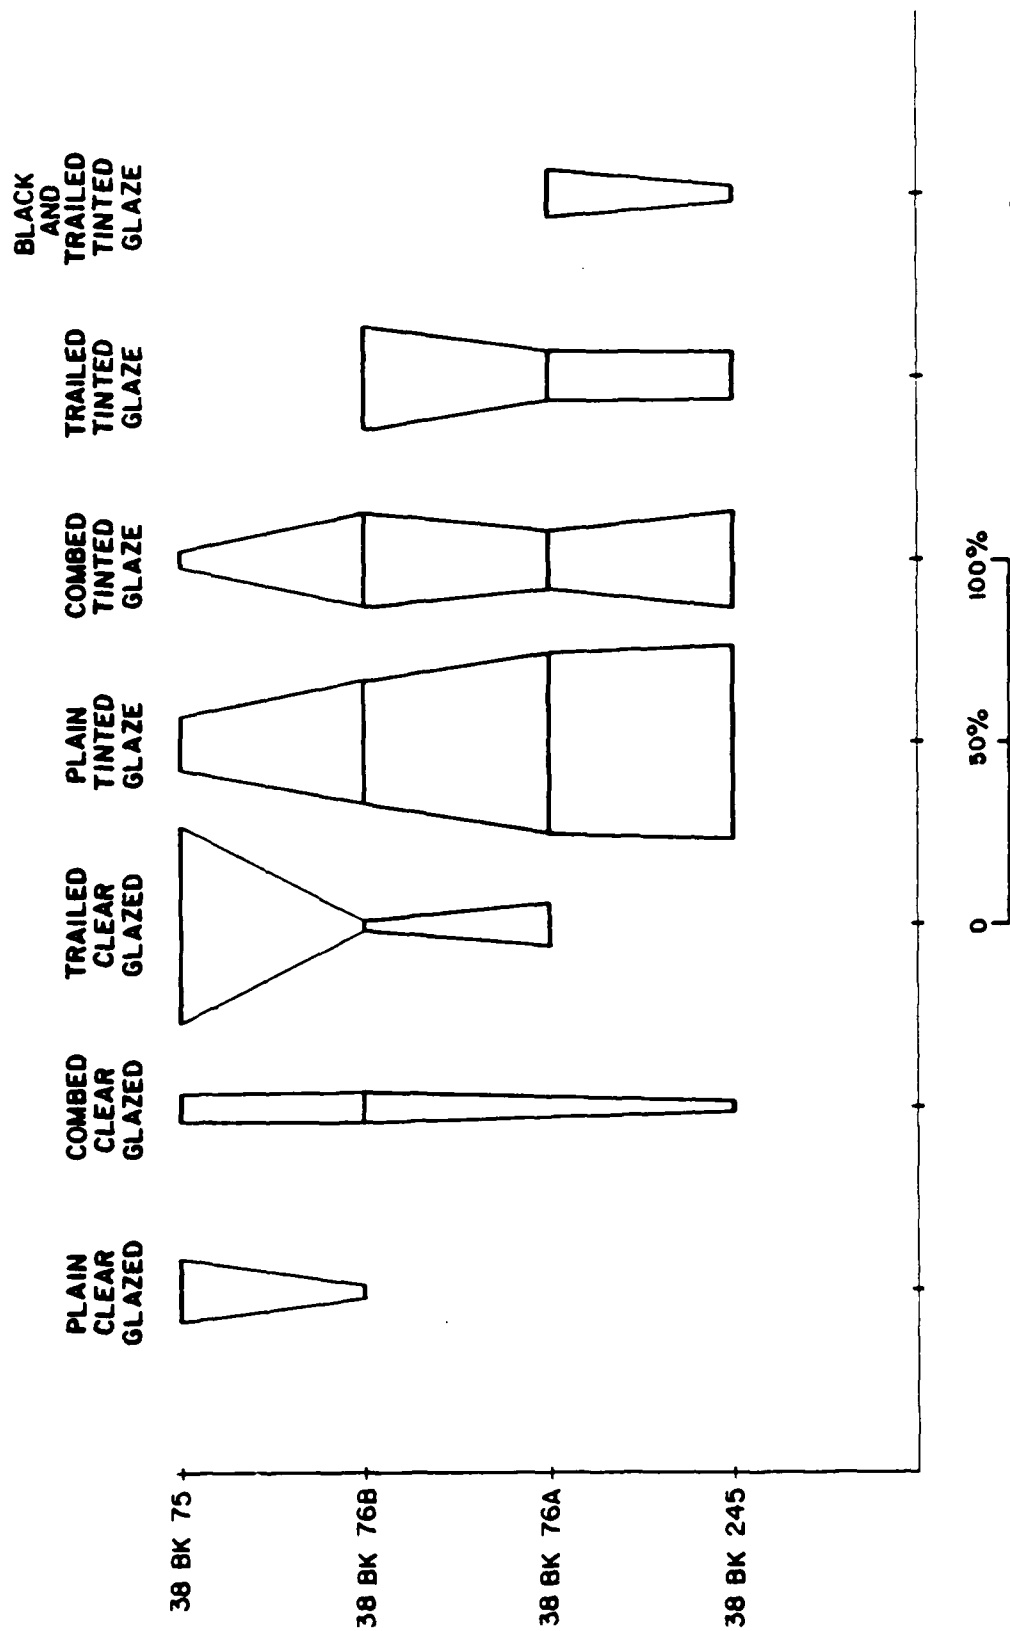 PLAIN
CLEAR
GLAZED
COMBED
CLEAR
GLAZED
TRAILED
CLEAR
GLAZED
PLAIN
TINTED
GLAZE
COMBED
TINTED
GLAZE
TRAILED
TINTED
GLAZE
BLACK
AND
TRAILED
TINTED
GLAZE
38 BK 75
38 BK 76B
38 BK 76A
38 BK 245
0
50%
100%